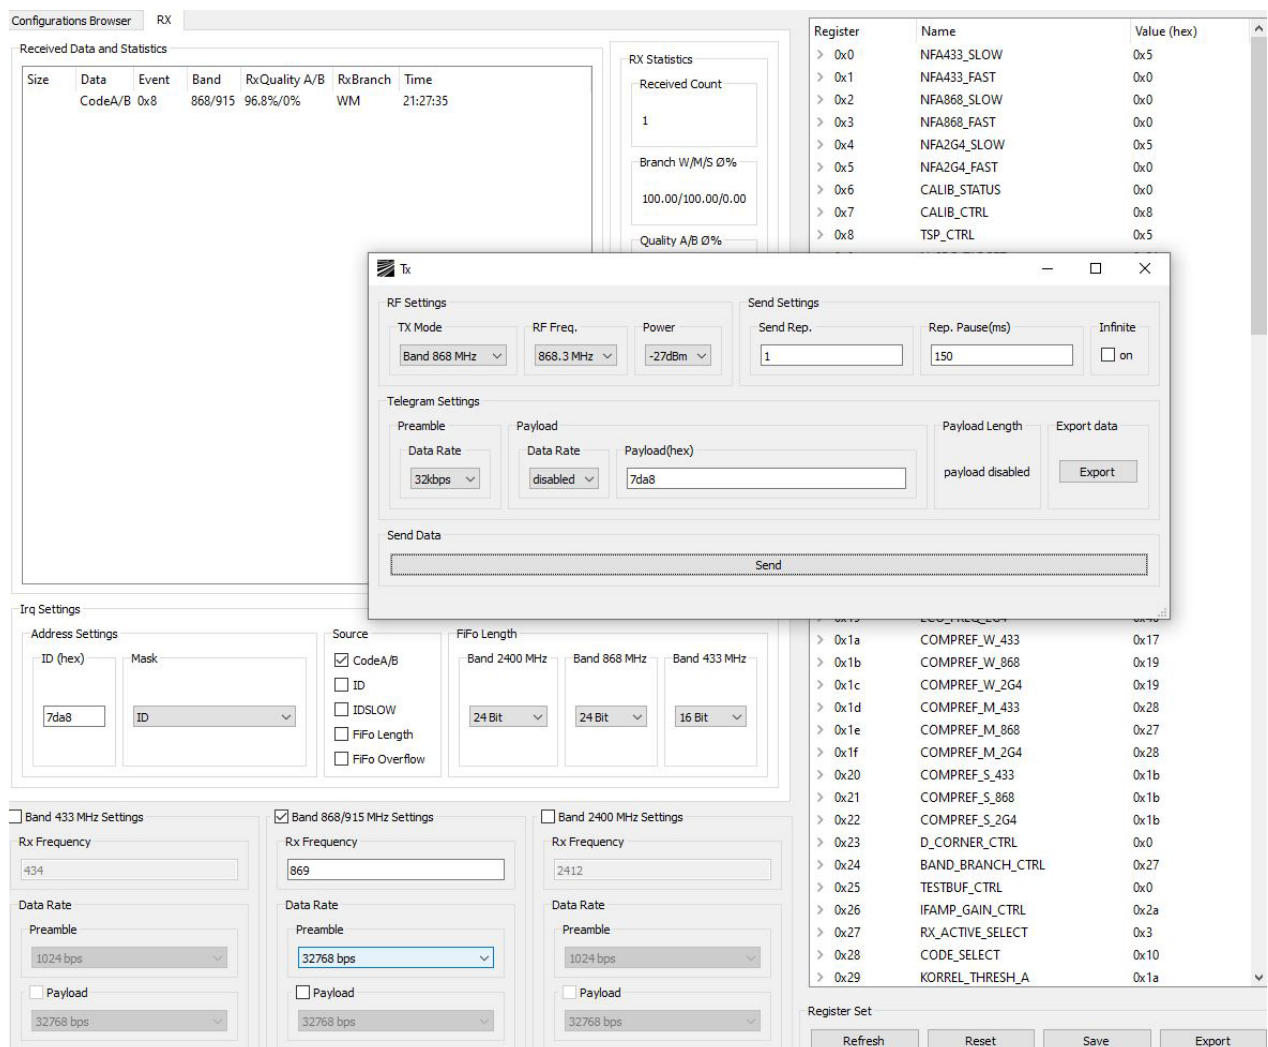 Configurations Browser RX
Received Data and Statistics
Size Data Event Band RxQuality A/B RxBranch Time
CodeA/B 0x8 868/915 96.8%/0% WM 21:27:35
RX Statistics
Received Count
1
Branch W/M/S Ø%
100.00/100.00/0.00
Quality A/B Ø%
Register Name Value (hex)
0x0 NFA433_SLOW 0x5
0x1 NFA433_FAST 0x0
0x2 NFA868_SLOW 0x0
0x3 NFA868_FAST 0x0
0x4 NFA2G4_SLOW 0x5
0x5 NFA2G4_FAST 0x0
0x6 CALIB_STATUS 0x0
0x7 CALIB_CTRL 0x8
0x8 TSP_CTRL 0x5
Tx
RF Settings
TX Mode RF Freq. Power
Band 868 MHz 868.3 MHz -27dBm
Send Settings
Send Rep. Rep. Pause(ms) Infinite
1 150 on
Telegram Settings
Preamble Payload Payload Length Export data
Data Rate Data Rate Payload(hex)
32kbps disabled 7da8 payload disabled Export
Send Data
Send
Irq Settings
Address Settings
ID (hex) Mask
7da8 ID
Source
CodeA/B
ID
IDSLOW
FiFo Length
FiFo Overflow
FiFo Length
Band 2400 MHz Band 868 MHz Band 433 MHz
24 Bit 24 Bit 16 Bit
0x1a COMPREF_W_433 0x17
0x1b COMPREF_W_868 0x19
0x1c COMPREF_W_2G4 0x19
0x1d COMPREF_M_433 0x28
0x1e COMPREF_M_868 0x27
0x1f COMPREF_M_2G4 0x28
0x20 COMPREF_S_433 0x1b
0x21 COMPREF_S_868 0x1b
0x22 COMPREF_S_2G4 0x1b
0x23 D_CORNER_CTRL 0x0
0x24 BAND_BRANCH_CTRL 0x27
0x25 TESTBUF_CTRL 0x0
0x26 IFAMP_GAIN_CTRL 0x2a
0x27 RX_ACTIVE_SELECT 0x3
0x28 CODE_SELECT 0x10
0x29 KORREL_THRESH_A 0x1a
Band 433 MHz Settings
Rx Frequency
434
Data Rate
Preamble
1024 bps
Payload
32768 bps
Band 868/915 MHz Settings
Rx Frequency
869
Data Rate
Preamble
32768 bps
Payload
32768 bps
Band 2400 MHz Settings
Rx Frequency
2412
Data Rate
Preamble
1024 bps
Payload
32768 bps
Register Set
Refresh Reset Save Export